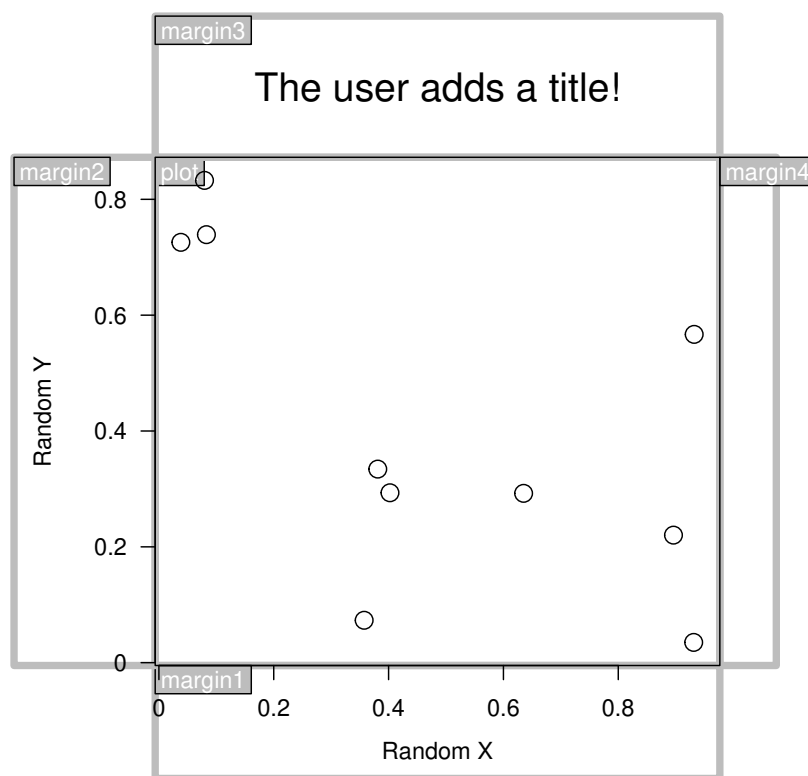 margin3
The user adds a title!
margin2
plot
margin4
0.8
0.6
0.4
0.2
0
Random Y
margin1
0
0.2
0.4
0.6
0.8
Random X